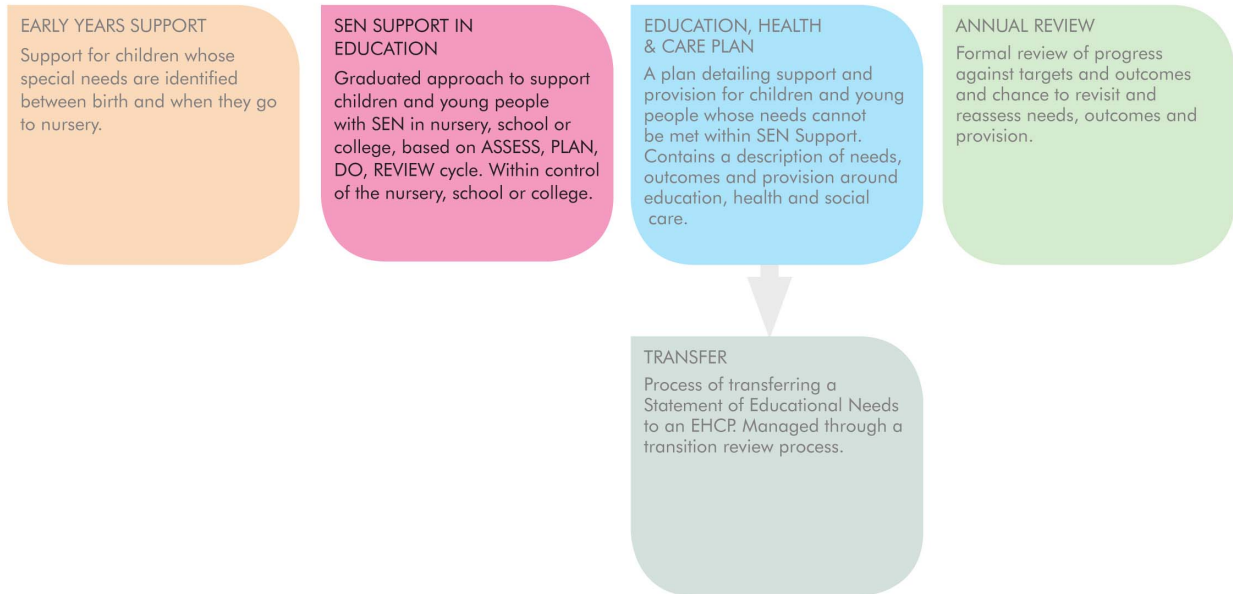 EARLY YEARS SUPPORT
Support for children whose
special needs are identified
between birth and when they go
to nursery.
SEN SUPPORT IN
EDUCATION
Graduated approach to support
children and young people
with SEN in nursery, school or
college, based on ASSESS, PLAN,
DO, REVIEW cycle. Within control
of the nursery, school or college.
EDUCATION, HEALTH
& CARE PLAN
A plan detailing support and
provision for children and young
people whose needs cannot
be met within SEN Support.
Contains a description of needs,
outcomes and provision around
education, health and social
care.
ANNUAL REVIEW
Formal review of progress
against targets and outcomes
and chance to revisit and
reassess needs, outcomes and
provision.
TRANSFER
Process of transferring a
Statement of Educational Needs
to an EHCP. Managed through a
transition review process.